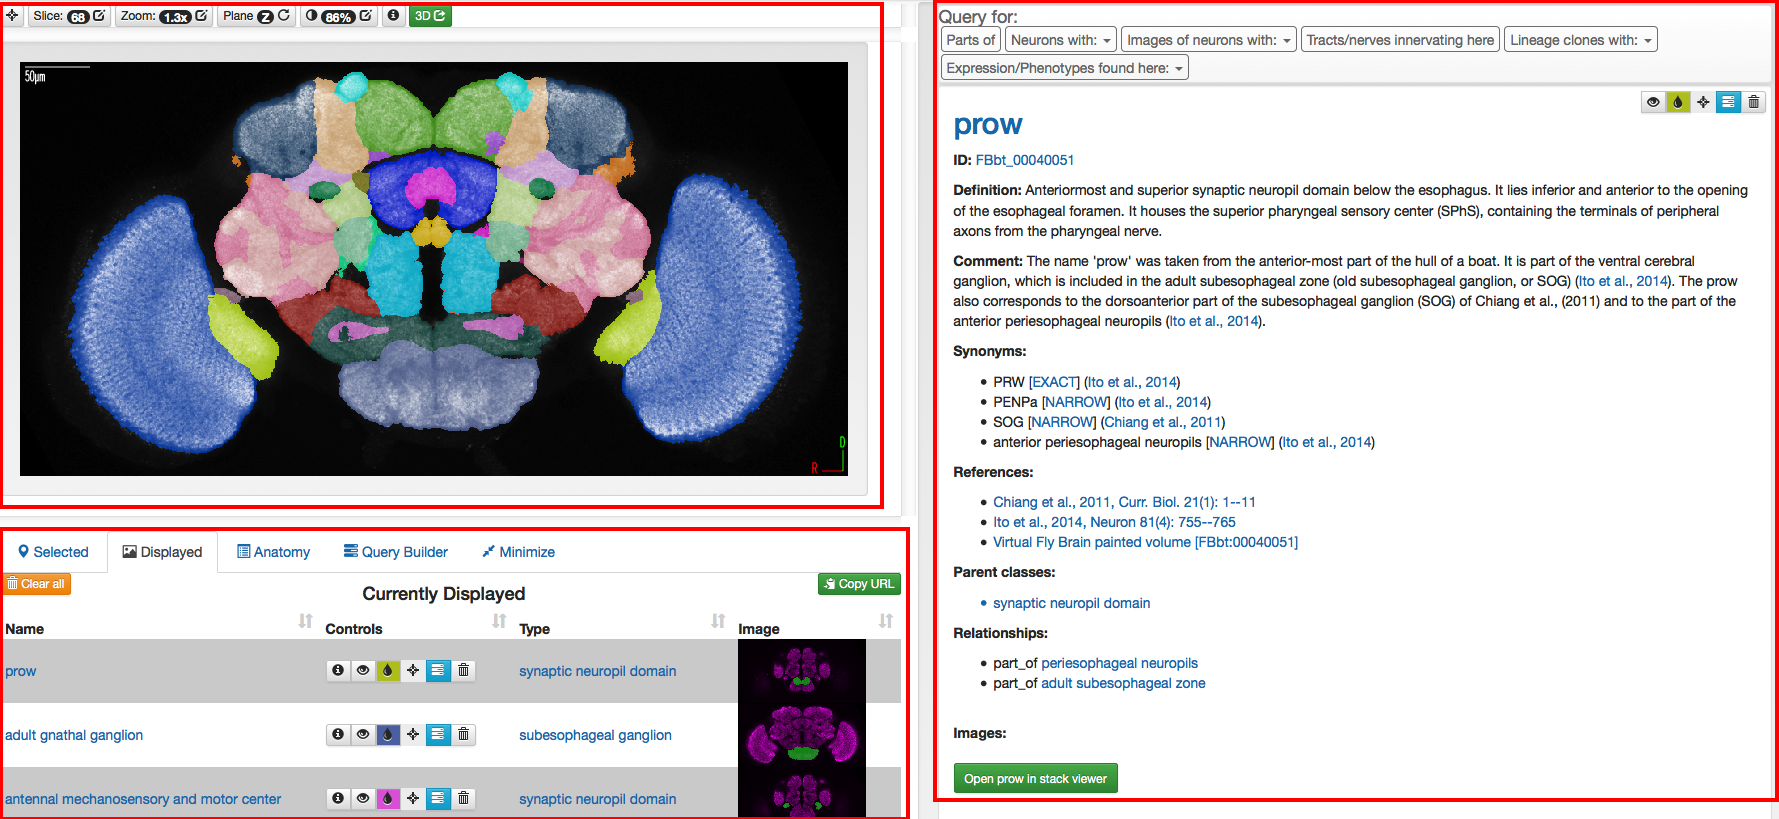 Slice: 68 Zoom: 1.3x Plane Z 86% 3D
50µm
D
R
Selected Displayed Anatomy Query Builder Minimize
Clear all Currently Displayed Copy URL
Name Controls Type Image
prow synaptic neuropil domain
adult gnathal ganglion subesophageal ganglion
antennal mechanosensory and motor center synaptic neuropil domain
Query for:
Parts of Neurons with: Images of neurons with: Tracts/nerves innervating here Lineage clones with:
Expression/Phenotypes found here:
prow
ID: FBbt_00040051
Definition: Anteriormost and superior synaptic neuropil domain below the esophagus. It lies inferior and anterior to the opening
of the esophageal foramen. It houses the superior pharyngeal sensory center (SPhS), containing the terminals of peripheral
axons from the pharyngeal nerve.
Comment: The name 'prow' was taken from the anterior-most part of the hull of a boat. It is part of the ventral cerebral
ganglion, which is included in the adult subesophageal zone (old subesophageal ganglion, or SOG) (Ito et al., 2014). The prow
also corresponds to the dorsoanterior part of the subesophageal ganglion (SOG) of Chiang et al., (2011) and to the part of the
anterior periesophageal neuropils (Ito et al., 2014).
Synonyms:
• PRW [EXACT] (Ito et al., 2014)
• PENPa [NARROW] (Ito et al., 2014)
• SOG [NARROW] (Chiang et al., 2011)
• anterior periesophageal neuropils [NARROW] (Ito et al., 2014)
References:
• Chiang et al., 2011, Curr. Biol. 21(1): 1--11
• Ito et al., 2014, Neuron 81(4): 755--765
• Virtual Fly Brain painted volume [FBbt:00040051]
Parent classes:
• synaptic neuropil domain
Relationships:
• part_of periesophageal neuropils
• part_of adult subesophageal zone
Images:
Open prow in stack viewer